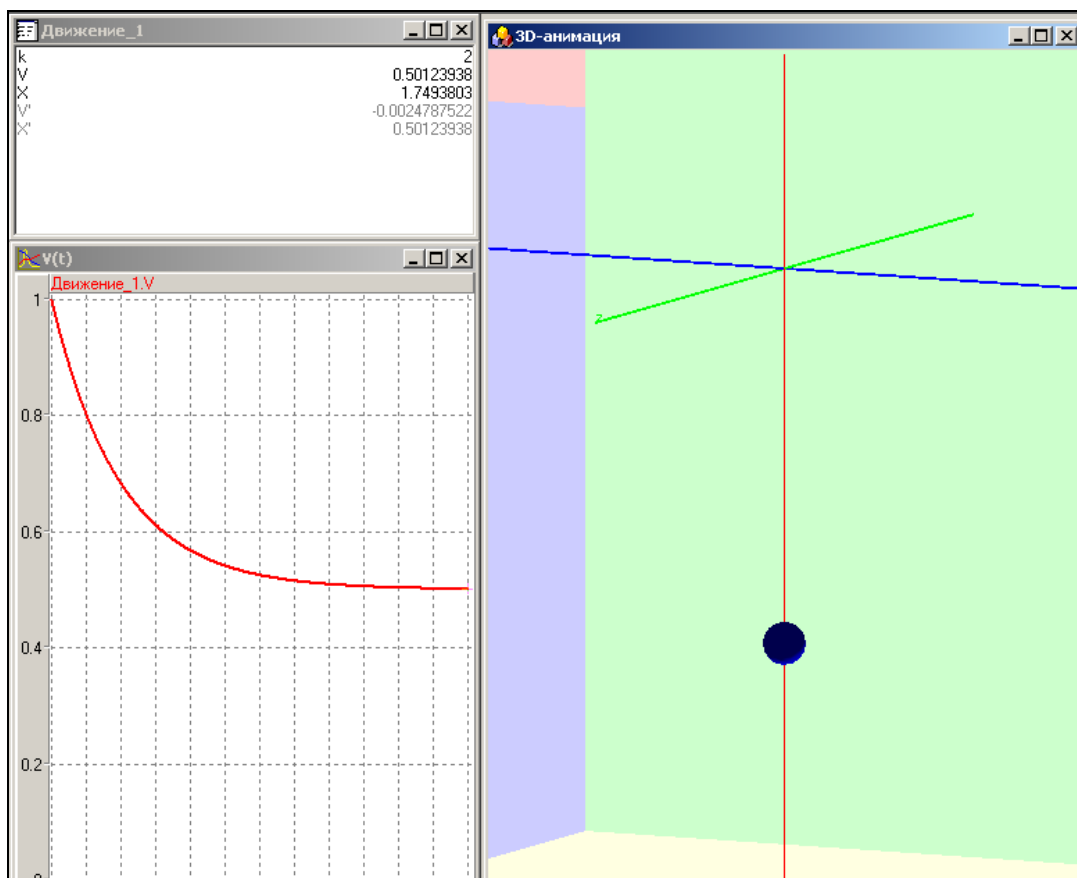 Движение_1
k 2
V 0.50123938
X 1.7493803
V' -0.0024787522
X' 0.50123938
V(t)
Движение_1.V
1
0.8
0.6
0.4
0.2
0
3D-анимация
z